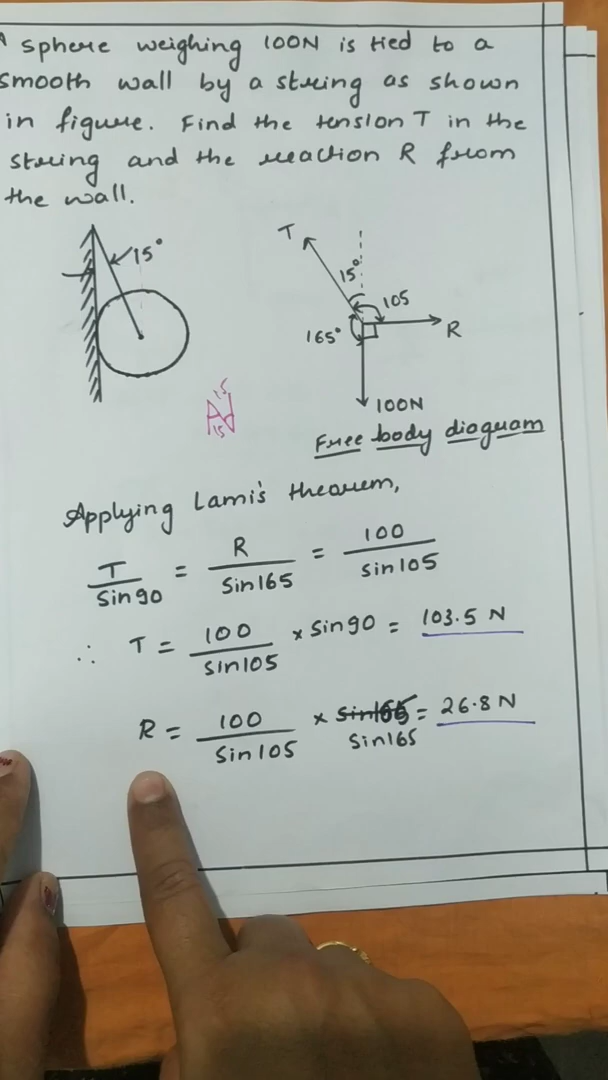 A sphere weighing 100N is tied to a
smooth wall by a string as shown
in figure. Find the tension T in the
string and the reaction R from
the wall.
15°
T
15°
105
165°
R
100N
15
15
Free body diagram
Applying Lami's theorem,
T/Sin90 = R/Sin165 = 100/Sin105
∴ T = 100/Sin105 × Sin90 = 103.5 N
R = 100/Sin105 × Sin165 = 26.8 N